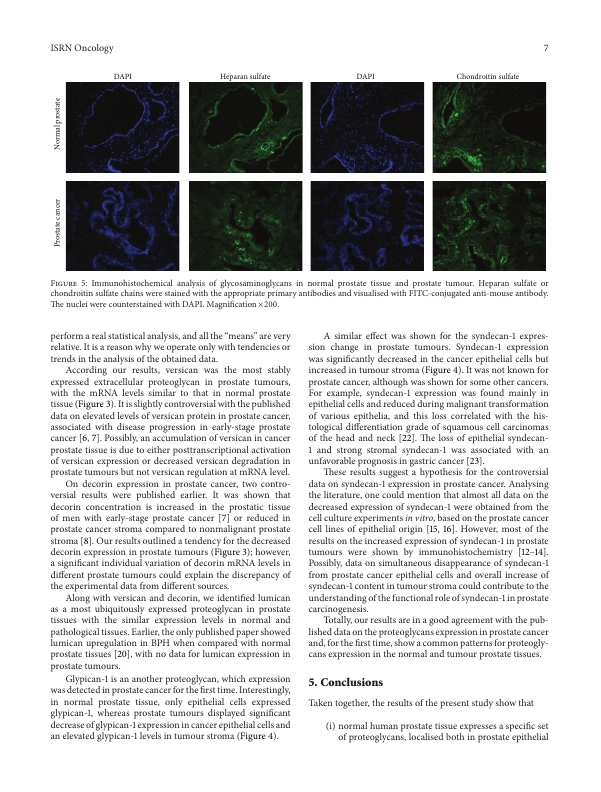 ISRN Oncology
7
DAPI
Heparan sulfate
DAPI
Chondroitin sulfate
Normal prostate
Prostate cancer
Figure 5: Immunohistochemical analysis of glycosaminoglycans in normal prostate tissue and prostate tumour. Heparan sulfate or
chondroitin sulfate chains were stained with the appropriate primary antibodies and visualised with FITC-conjugated anti-mouse antibody.
The nuclei were counterstained with DAPI. Magnification ×200.
perform a real statistical analysis, and all the “means” are very
relative. It is a reason why we operate only with tendencies or
trends in the analysis of the obtained data.
According our results, versican was the most stably
expressed extracellular proteoglycan in prostate tumours,
with the mRNA levels similar to that in normal prostate
tissue (Figure 3). It is slightly controversial with the published
data on elevated levels of versican protein in prostate cancer,
associated with disease progression in early-stage prostate
cancer [6, 7]. Possibly, an accumulation of versican in cancer
prostate tissue is due to either posttranscriptional activation
of versican expression or decreased versican degradation in
prostate tumours but not versican regulation at mRNA level.
On decorin expression in prostate cancer, two contro-
versial results were published earlier. It was shown that
decorin concentration is increased in the prostatic tissue
of men with early-stage prostate cancer [7] or reduced in
prostate cancer stroma compared to nonmalignant prostate
stroma [8]. Our results outlined a tendency for the decreased
decorin expression in prostate tumours (Figure 3); however,
a significant individual variation of decorin mRNA levels in
different prostate tumours could explain the discrepancy of
the experimental data from different sources.
Along with versican and decorin, we identified lumican
as a most ubiquitously expressed proteoglycan in prostate
tissues with the similar expression levels in normal and
pathological tissues. Earlier, the only published paper showed
lumican upregulation in BPH when compared with normal
prostate tissues [20], with no data for lumican expression in
prostate tumours.
Glypican-1 is an another proteoglycan, which expression
was detected in prostate cancer for the first time. Interestingly,
in normal prostate tissue, only epithelial cells expressed
glypican-1, whereas prostate tumours displayed significant
decrease of glypican-1 expression in cancer epithelial cells and
an elevated glypican-1 levels in tumour stroma (Figure 4).
A similar effect was shown for the syndecan-1 expres-
sion change in prostate tumours. Syndecan-1 expression
was significantly decreased in the cancer epithelial cells but
increased in tumour stroma (Figure 4). It was not known for
prostate cancer, although was shown for some other cancers.
For example, syndecan-1 expression was found mainly in
epithelial cells and reduced during malignant transformation
of various epithelia, and this loss correlated with the his-
tological differentiation grade of squamous cell carcinomas
of the head and neck [22]. The loss of epithelial syndecan-
1 and strong stromal syndecan-1 was associated with an
unfavorable prognosis in gastric cancer [23].
These results suggest a hypothesis for the controversial
data on syndecan-1 expression in prostate cancer. Analysing
the literature, one could mention that almost all data on the
decreased expression of syndecan-1 were obtained from the
cell culture experiments in vitro, based on the prostate cancer
cell lines of epithelial origin [15, 16]. However, most of the
results on the increased expression of syndecan-1 in prostate
tumours were shown by immunohistochemistry [12–14].
Possibly, data on simultaneous disappearance of syndecan-1
from prostate cancer epithelial cells and overall increase of
syndecan-1 content in tumour stroma could contribute to the
understanding of the functional role of syndecan-1 in prostate
carcinogenesis.
Totally, our results are in a good agreement with the pub-
lished data on the proteoglycans expression in prostate cancer
and, for the first time, show a common patterns for proteogly-
cans expression in the normal and tumour prostate tissues.
5. Conclusions
Taken together, the results of the present study show that
(i) normal human prostate tissue expresses a specific set
of proteoglycans, localised both in prostate epithelial